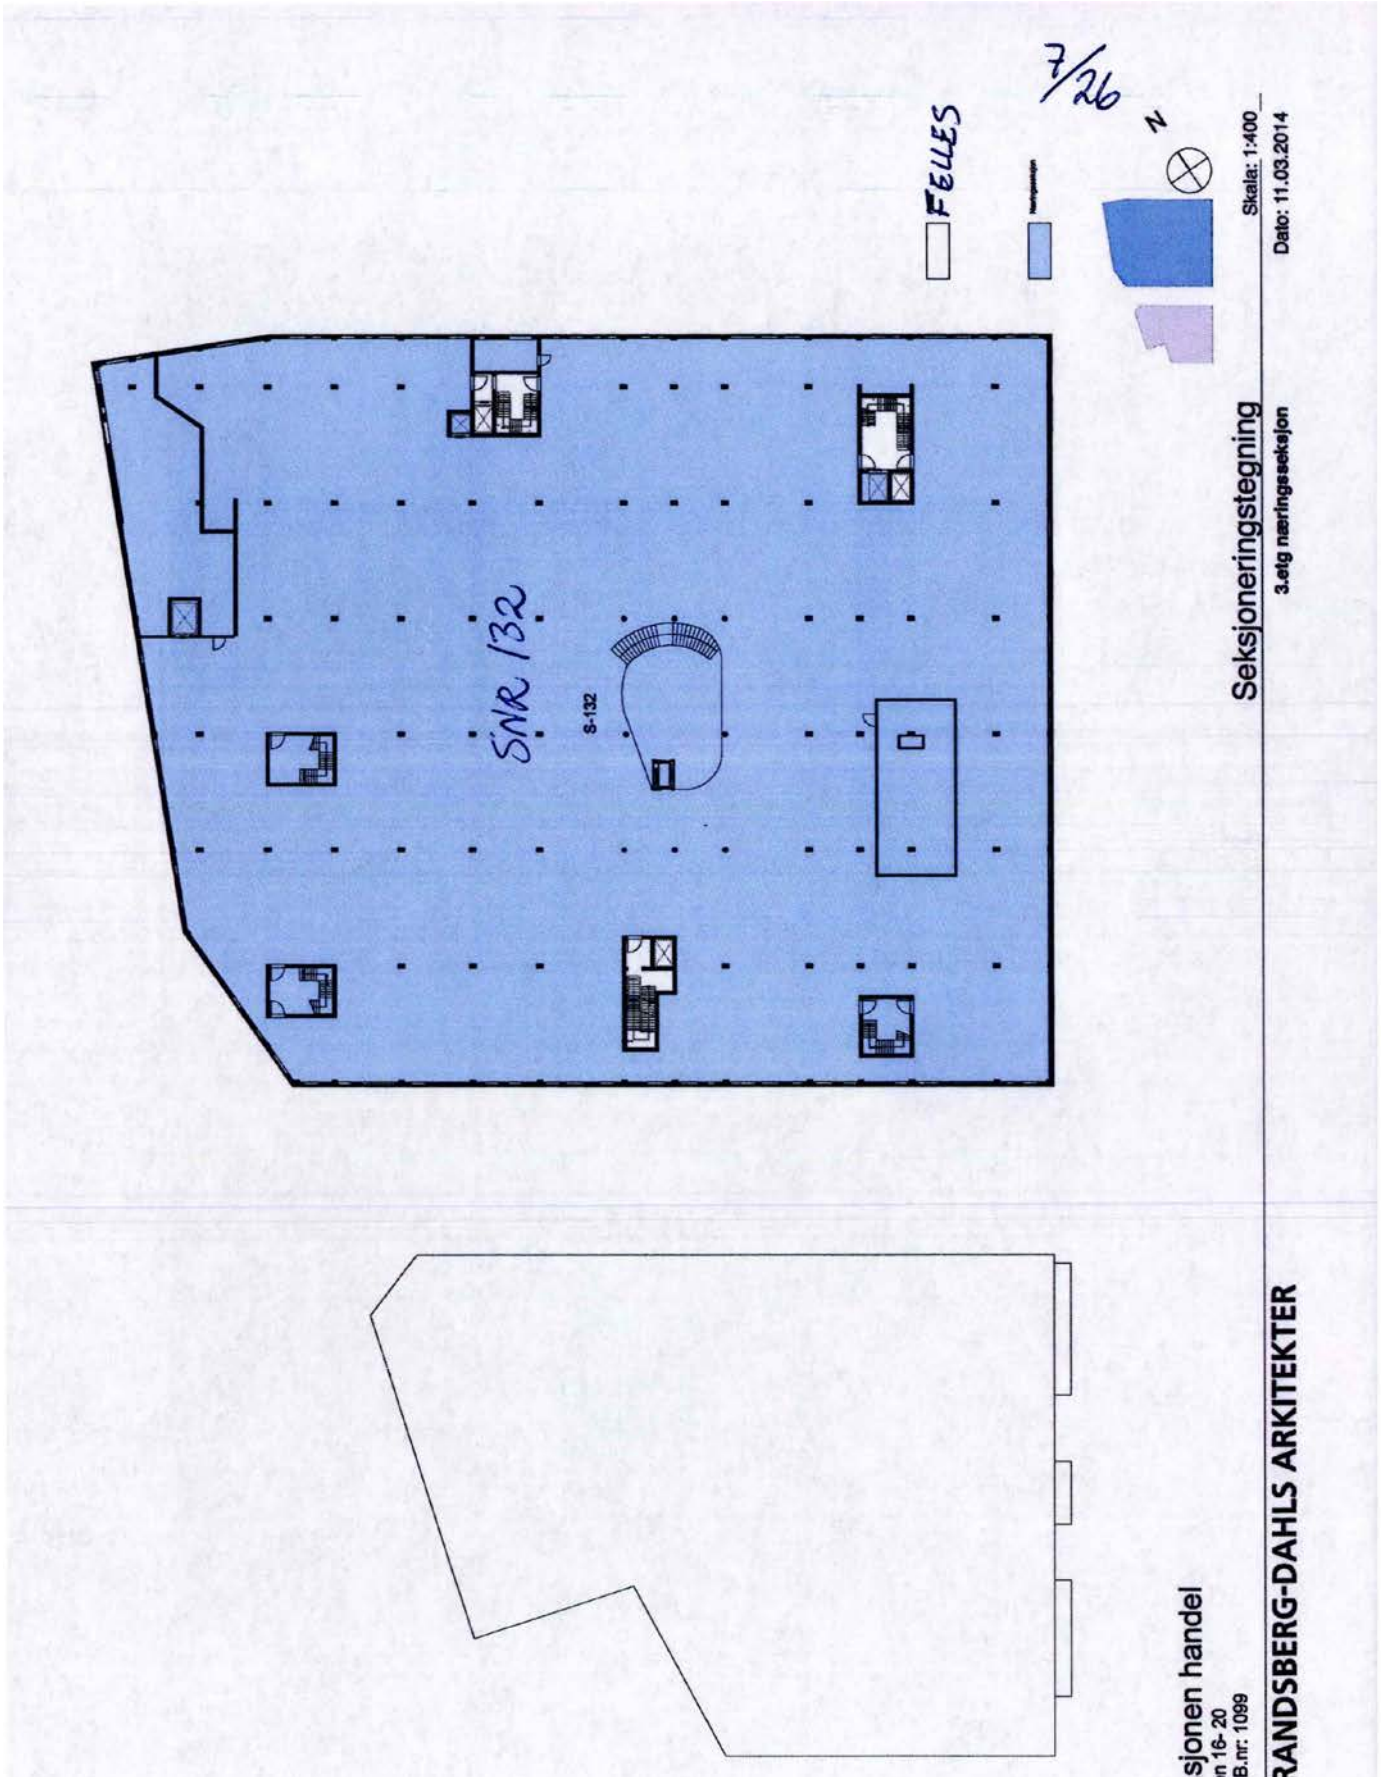 7/26
FELLES
Næringsseksjon
N
SNR 132
S-132
Seksjoneringstegning
Skala: 1:400
3.etg næringsseksjon
Dato: 11.03.2014
sjonen handel
n 16- 20
B.nr: 1099
RANDSBERG-DAHLS ARKITEKTER